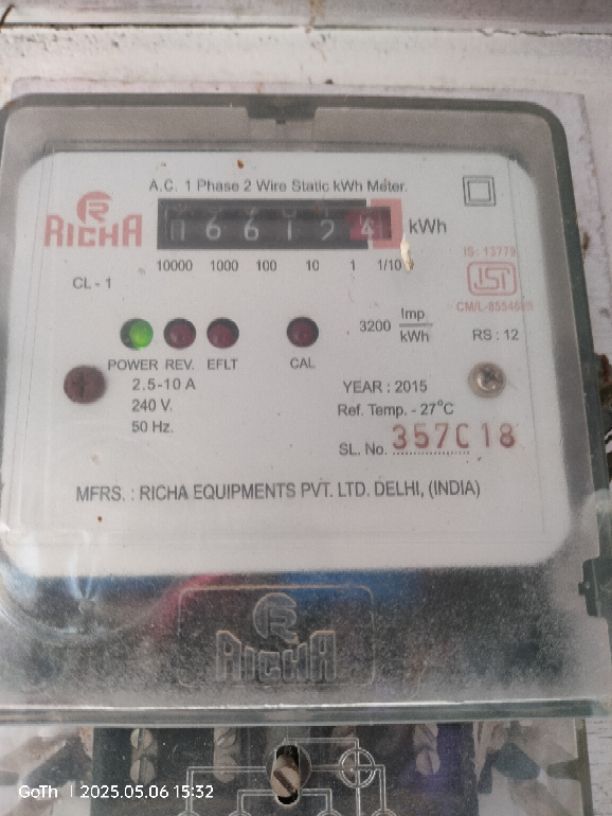 A.C. 1 Phase 2 Wire Static kWh Meter.
RICHA
kWh
10000 1000 100 10 1 1/10
IS: 13779
ISI
CL - 1
3200 Imp/kWh
RS : 12
POWER REV. EFLT CAL
2.5-10 A
240 V.
50 Hz.
YEAR : 2015
Ref. Temp. - 27°C
SL. No. 357C18
MFRS. : RICHA EQUIPMENTS PVT. LTD. DELHI, (INDIA)
R
RICHA
GoTh | 2025.05.06 15:32